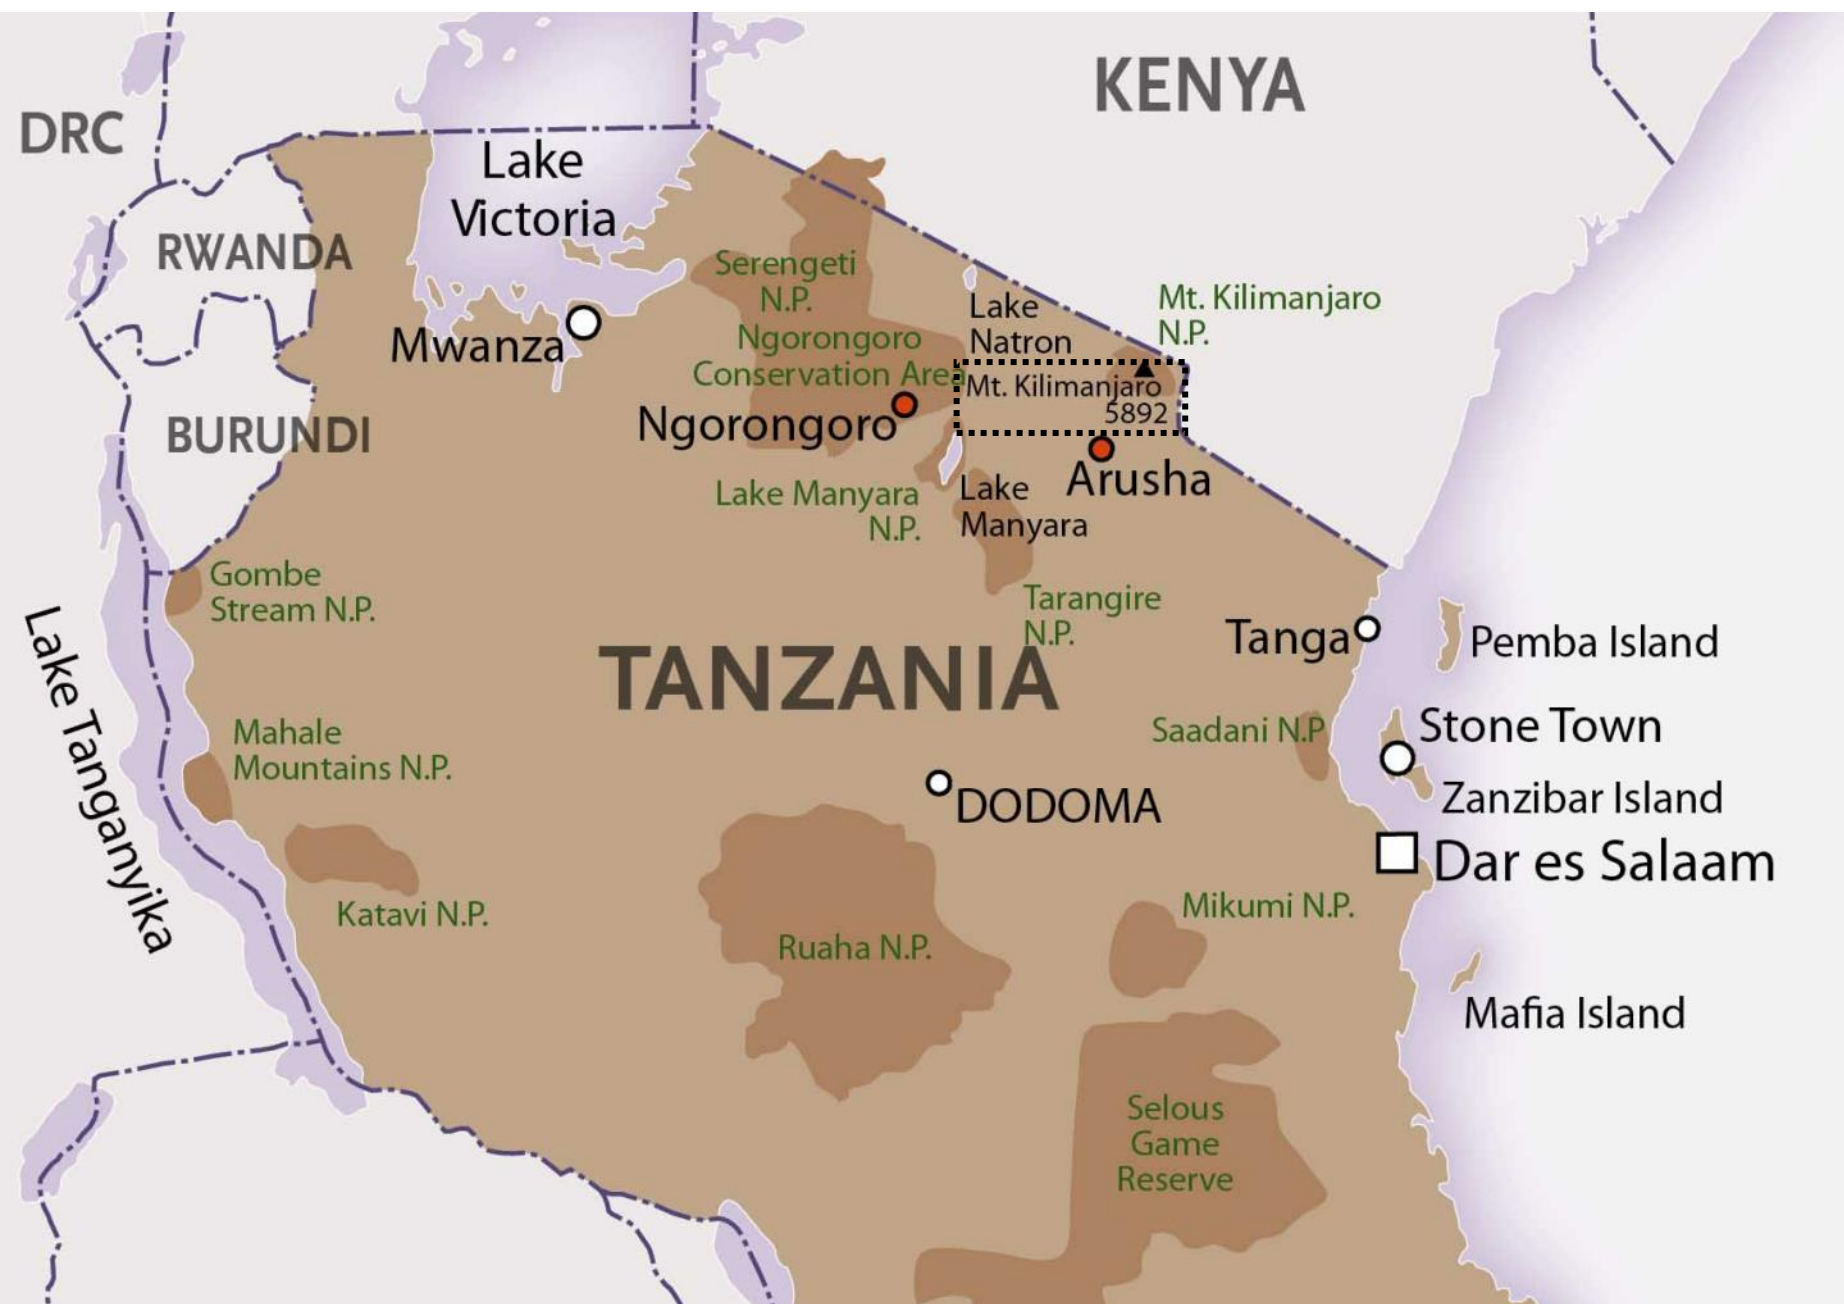 KENYA
DRC
Lake
Victoria
RWANDA
Serengeti
N.P.
Lake
Natron
Mt. Kilimanjaro
N.P.
Mwanza
Ngorongoro
Conservation Area
Mt. Kilimanjaro
5892
Ngorongoro
BURUNDI
Arusha
Lake Manyara
N.P.
Lake
Manyara
Gombe
Stream N.P.
Tarangire
N.P.
Tanga
Pemba Island
TANZANIA
Lake Tanganyika
Mahale
Mountains N.P.
Saadani N.P
Stone Town
Zanzibar Island
DODOMA
Dar es Salaam
Katavi N.P.
Ruaha N.P.
Mikumi N.P.
Mafia Island
Selous
Game
Reserve